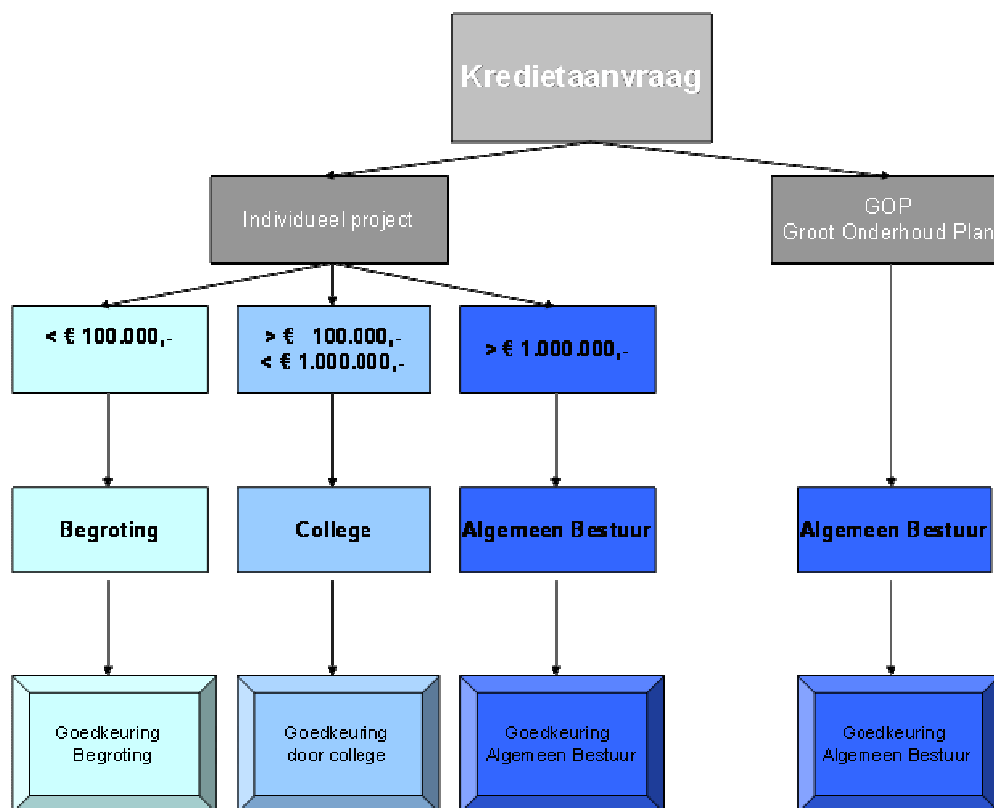 Kredietaanvraag
Individueel project
GOP
Groot Onderhoud Plan
< € 100.000,-
> € 100.000,-
< € 1.000.000,-
> € 1.000.000,-
Begroting
College
Algemeen Bestuur
Algemeen Bestuur
Goedkeuring
Begroting
Goedkeuring
door college
Goedkeuring
Algemeen Bestuur
Goedkeuring
Algemeen Bestuur